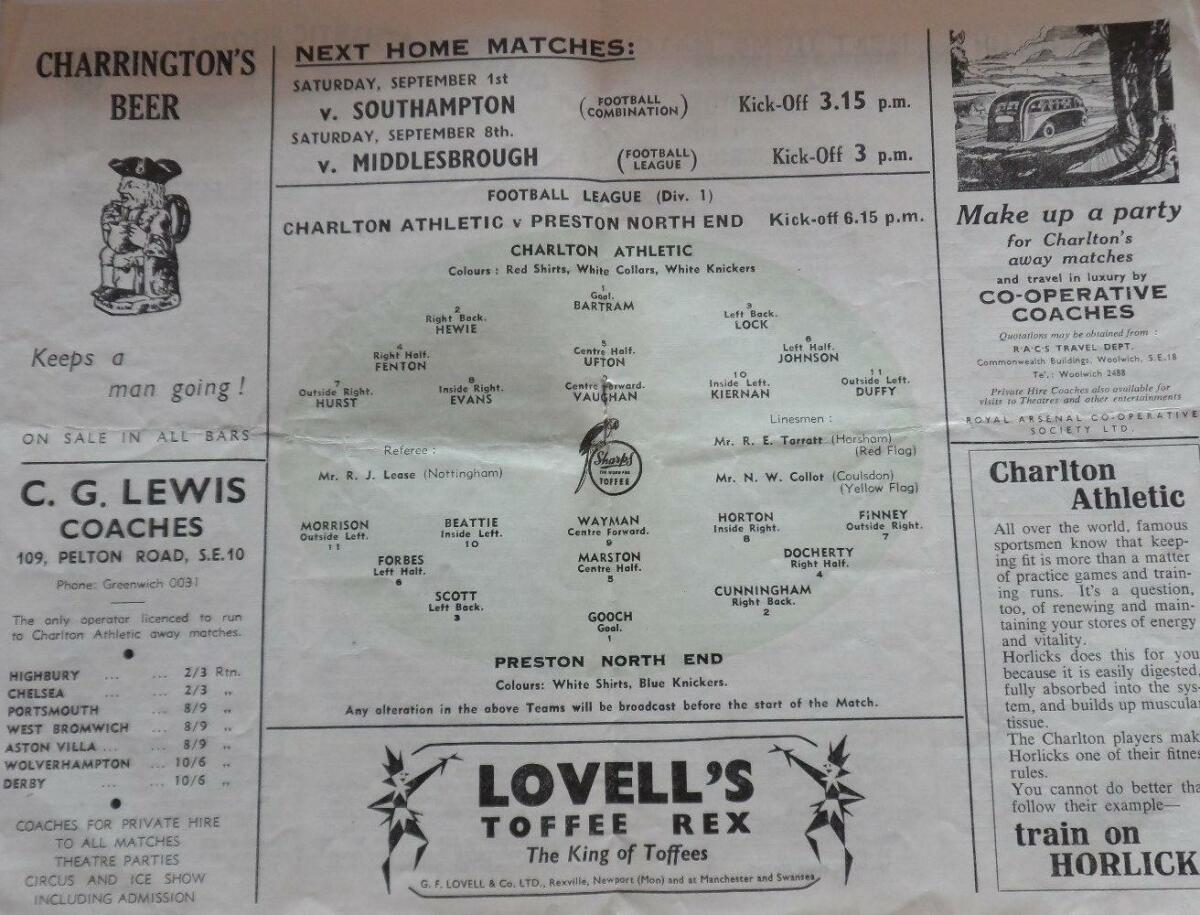 CHARRINGTON'S
BEER
Keeps a
man going!
ON SALE IN ALL BARS
C. G. LEWIS
COACHES
109, PELTON ROAD, S.E.10
Phone: Greenwich 0031
The only operator licenced to run
to Charlton Athletic away matches.
HIGHBURY ... ... 2/3 Rtn.
CHELSEA ... ... 2/3 ,,
PORTSMOUTH ... 8/9 ,,
WEST BROMWICH ... 8/9 ,,
ASTON VILLA ... ... 8/9 ,,
WOLVERHAMPTON ... 10/6 ,,
DERBY ... ... 10/6 ,,
COACHES FOR PRIVATE HIRE
TO ALL MATCHES
THEATRE PARTIES
CIRCUS AND ICE SHOW
INCLUDING ADMISSION
NEXT HOME MATCHES:
SATURDAY, SEPTEMBER 1st
v. SOUTHAMPTON (FOOTBALL COMBINATION) Kick-Off 3.15 p.m.
SATURDAY, SEPTEMBER 8th.
v. MIDDLESBROUGH (FOOTBALL LEAGUE) Kick-Off 3 p.m.
FOOTBALL LEAGUE (Div. 1)
CHARLTON ATHLETIC v PRESTON NORTH END Kick-off 6.15 p.m.
CHARLTON ATHLETIC
Colours : Red Shirts, White Collars, White Knickers
1
Goal.
BARTRAM
2
Right Back.
HEWIE
3
Left Back.
LOCK
4
Right Half.
FENTON
5
Centre Half.
UFTON
6
Left Half.
JOHNSON
7
Outside Right.
HURST
8
Inside Right.
EVANS
9
Centre Forward.
VAUGHAN
10
Inside Left.
KIERNAN
11
Outside Left.
DUFFY
Referee :
Mr. R. J. Lease (Nottingham)
Sharps
THE WORD FOR
TOFFEE
Linesmen :
Mr. R. E. Tarratt (Horsham)
(Red Flag)
Mr. N. W. Collot (Coulsdon)
(Yellow Flag)
MORRISON
Outside Left.
11
BEATTIE
Inside Left.
10
WAYMAN
Centre Forward.
9
HORTON
Inside Right.
8
FINNEY
Outside Right.
7
FORBES
Left Half.
6
MARSTON
Centre Half.
5
DOCHERTY
Right Half.
4
SCOTT
Left Back.
3
CUNNINGHAM
Right Back.
2
GOOCH
Goal.
1
PRESTON NORTH END
Colours: White Shirts, Blue Knickers.
Any alteration in the above Teams will be broadcast before the start of the Match.
LOVELL'S
TOFFEE REX
The King of Toffees
G. F. LOVELL & Co. LTD., Rexville, Newport (Mon) and at Manchester and Swansea
Make up a party
for Charlton's
away matches
and travel in luxury by
CO-OPERATIVE
COACHES
Quotations may be obtained from :
R·A·C·S TRAVEL DEPT.
Commonwealth Buildings, Woolwich, S.E.18
Te'.: Woolwich 2488
Private Hire Coaches also available for
visits to Theatres and other entertainments
ROYAL ARSENAL CO-OPERATIVE
SOCIETY LTD.
Charlton
Athletic
All over the world, famous
sportsmen know that keep-
ing fit is more than a matter
of practice games and train-
ing runs. It's a question,
too, of renewing and main-
taining your stores of energy
and vitality.
Horlicks does this for you
because it is easily digested,
fully absorbed into the sys-
tem, and builds up muscular
tissue.
The Charlton players mak
Horlicks one of their fitnes
rules.
You cannot do better tha
follow their example—
train on
HORLICK